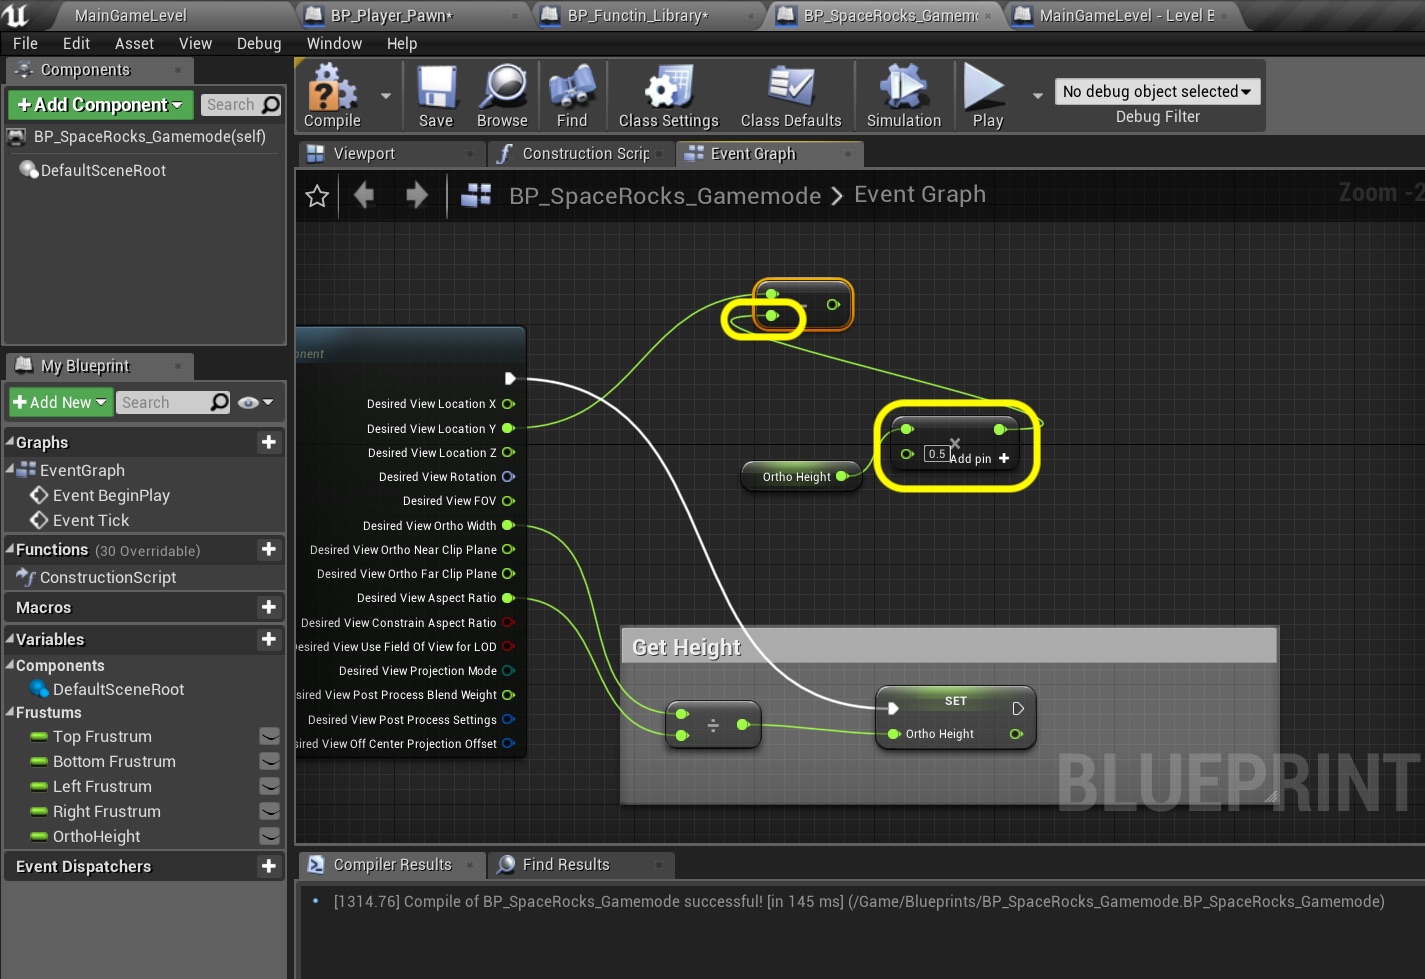 MainGameLevel
BP_Player_Pawn*
BP_Functin_Library*
BP_SpaceRocks_Gamem
MainGameLevel - Level B
File Edit Asset View Debug Window Help
Components
+Add Component
Search
BP_SpaceRocks_Gamemode(self)
DefaultSceneRoot
Compile
Save
Browse
Find
Class Settings
Class Defaults
Simulation
Play
No debug object selected
Debug Filter
Viewport
Construction Scrip
Event Graph
BP_SpaceRocks_Gamemode > Event Graph
Zoom -2
My Blueprint
+Add New
Search
Graphs
EventGraph
Event BeginPlay
Event Tick
Functions (30 Overridable)
ConstructionScript
Macros
Variables
Components
DefaultSceneRoot
Frustums
Top Frustrum
Bottom Frustrum
Left Frustrum
Right Frustrum
OrthoHeight
Event Dispatchers
onent
Desired View Location X
Desired View Location Y
Desired View Location Z
Desired View Rotation
Desired View FOV
Desired View Ortho Width
Desired View Ortho Near Clip Plane
Desired View Ortho Far Clip Plane
Desired View Aspect Ratio
Desired View Constrain Aspect Ratio
esired View Use Field Of View for LOD
Desired View Projection Mode
sired View Post Process Blend Weight
Desired View Post Process Settings
ired View Off Center Projection Offset
-
×
0.5
Add pin +
Ortho Height
Get Height
÷
SET
Ortho Height
BLUEPRINT
Compiler Results
Find Results
[1314.76] Compile of BP_SpaceRocks_Gamemode successful! [in 145 ms] (/Game/Blueprints/BP_SpaceRocks_Gamemode.BP_SpaceRocks_Gamemode)